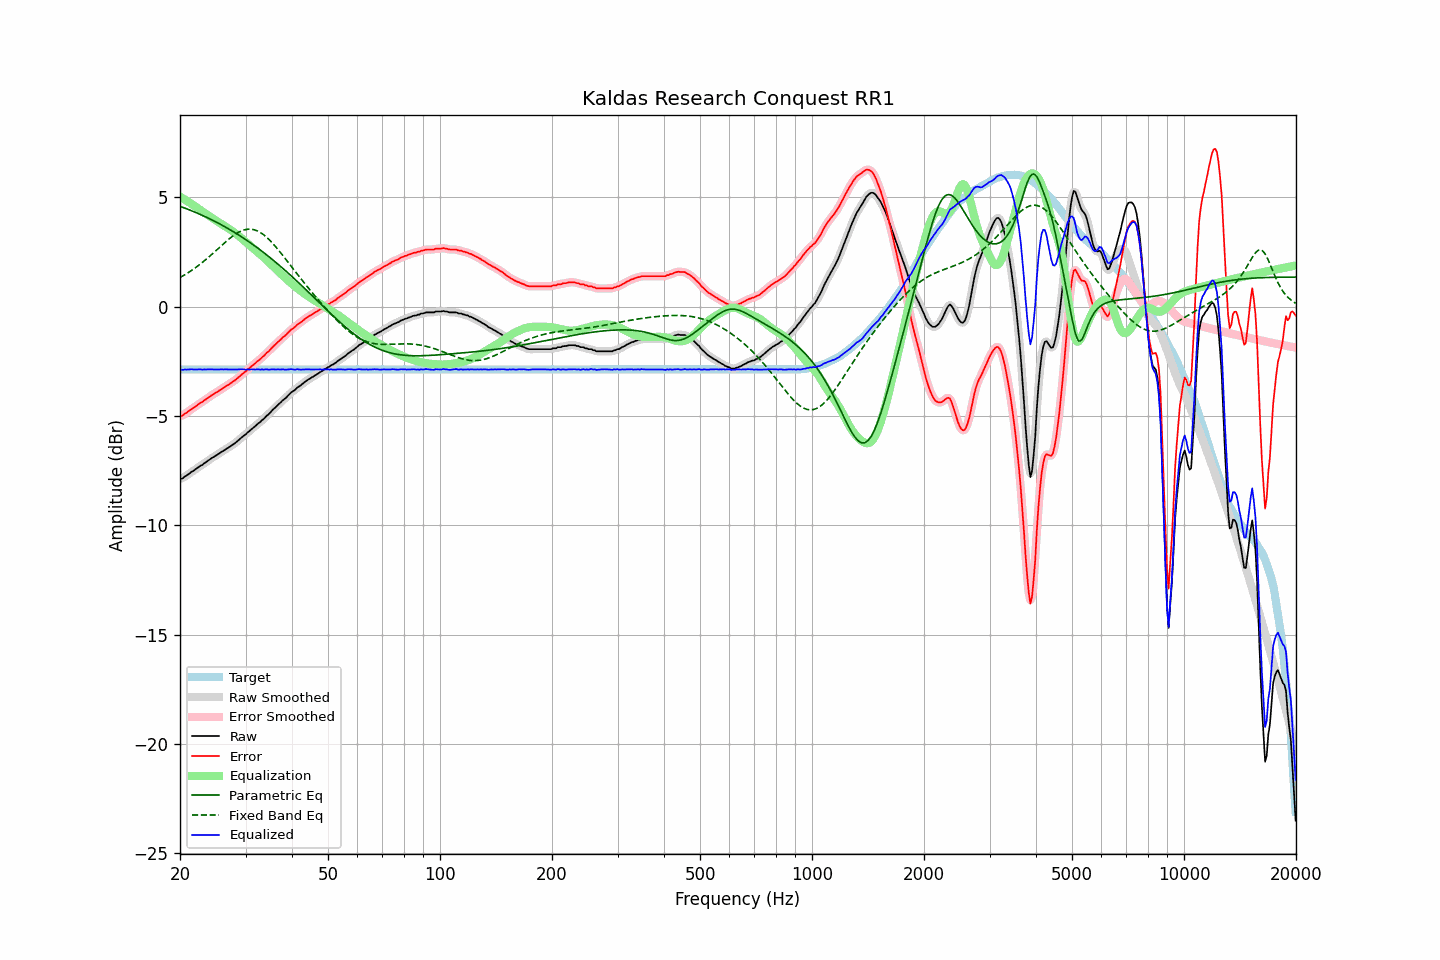 Kaldas Research Conquest RR1
5
0
−5
−10
−15
−20
−25
Amplitude (dBr)
Target
Raw Smoothed
Error Smoothed
Raw
Error
Equalization
Parametric Eq
Fixed Band Eq
Equalized
20
50
100
200
500
1000
2000
5000
10000
20000
Frequency (Hz)